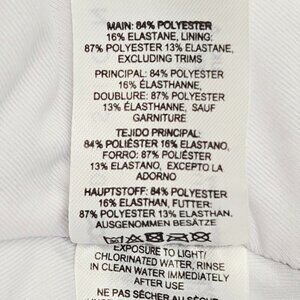 MAIN: 84% POLYESTER
16% ELASTANE, LINING:
87% POLYESTER 13% ELASTANE,
EXCLUDING TRIMS
PRINCIPAL: 84% POLYESTER
16% ÉLASTHANNE,
DOUBLURE: 87% POLYESTER
13% ÉLASTHANNE, SAUF
GARNITURE
TEJIDO PRINCIPAL:
84% POLIÉSTER 16% ELASTANO,
FORRO: 87% POLIÉSTER
13% ELASTANO, EXCEPTO LA
ADORNO
HAUPTSTOFF: 84% POLYESTER
16% ELASTHAN, FUTTER:
87% POLYESTER 13% ELASTHAN.
AUSGENOMMEN BESÄTZE
EXPOSURE TO LIGHT/
CHLORINATED WATER, RINSE
IN CLEAN WATER IMMEDIATELY
AFTER USE
NE PAS SÉCHER AU SÈCHE